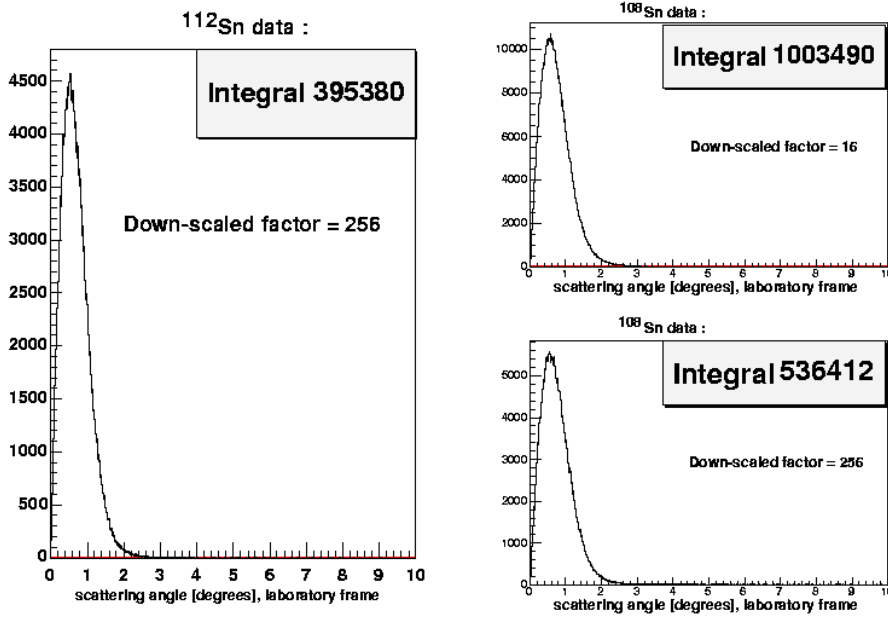 ¹¹²Sn data :
Integral 395380
Down-scaled factor = 256
4500
4000
3500
3000
2500
2000
1500
1000
500
0
0 1 2 3 4 5 6 7 8 9 10
scattering angle [degrees], laboratory frame
¹⁰⁸Sn data :
Integral 1003490
Down-scaled factor = 16
10000
8000
6000
4000
2000
0
0 1 2 3 4 5 6 7 8 9 10
scattering angle [degrees], laboratory frame
¹⁰⁸Sn data :
Integral 536412
Down-scaled factor = 256
5000
4000
3000
2000
1000
0
0 1 2 3 4 5 6 7 8 9 10
scattering angle [degrees], laboratory frame